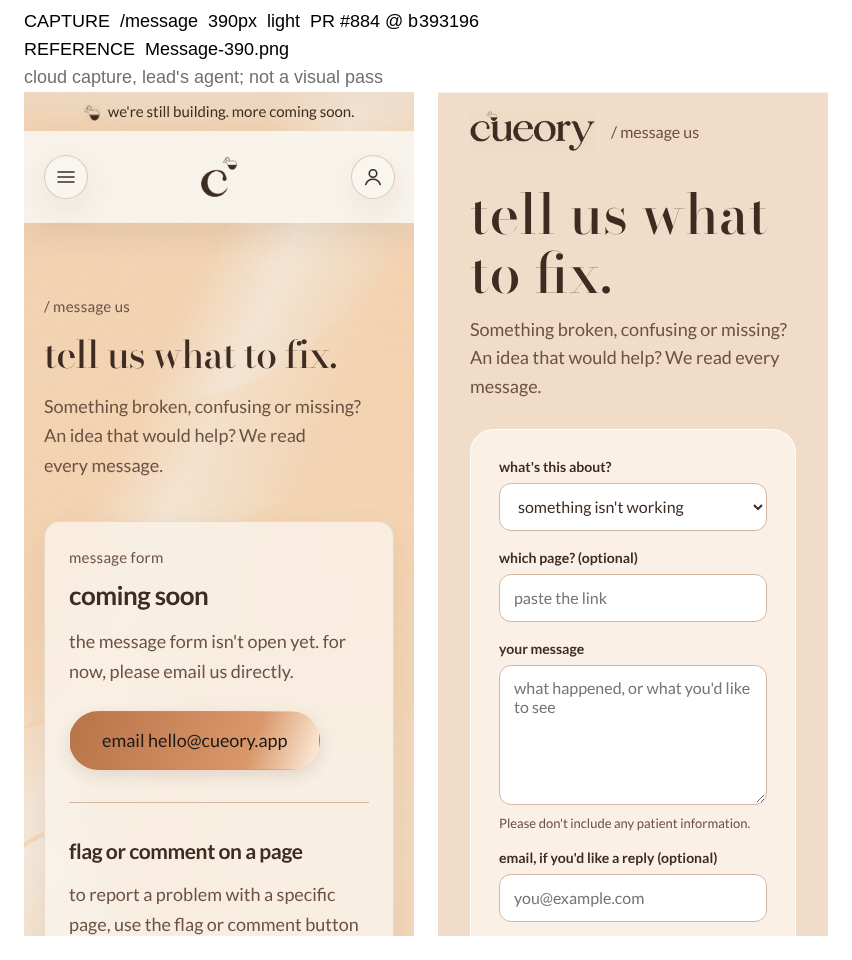 CAPTURE /message 390px light PR #884 @ b393196
REFERENCE Message-390.png
cloud capture, lead's agent; not a visual pass
we're still building. more coming soon.
c
/ message us
tell us what to fix.
Something broken, confusing or missing?
An idea that would help? We read
every message.
message form
coming soon
the message form isn't open yet. for
now, please email us directly.
email hello@cueory.app
flag or comment on a page
to report a problem with a specific
page, use the flag or comment button
cueory / message us
tell us what
to fix.
Something broken, confusing or missing?
An idea that would help? We read every
message.
what's this about?
something isn't working
which page? (optional)
paste the link
your message
what happened, or what you'd like
to see
Please don't include any patient information.
email, if you'd like a reply (optional)
you@example.com